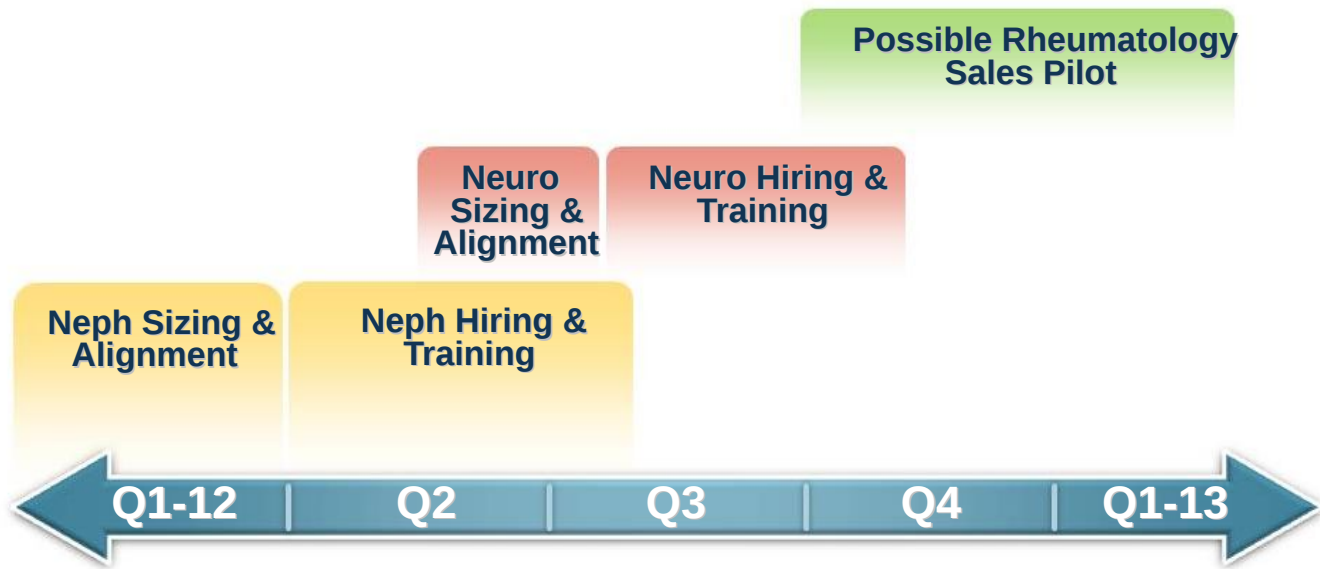 Possible Rheumatology
Sales Pilot
Neuro
Sizing &
Alignment
Neuro Hiring &
Training
Neph Sizing &
Alignment
Neph Hiring &
Training
Q1-12
Q2
Q3
Q4
Q1-13